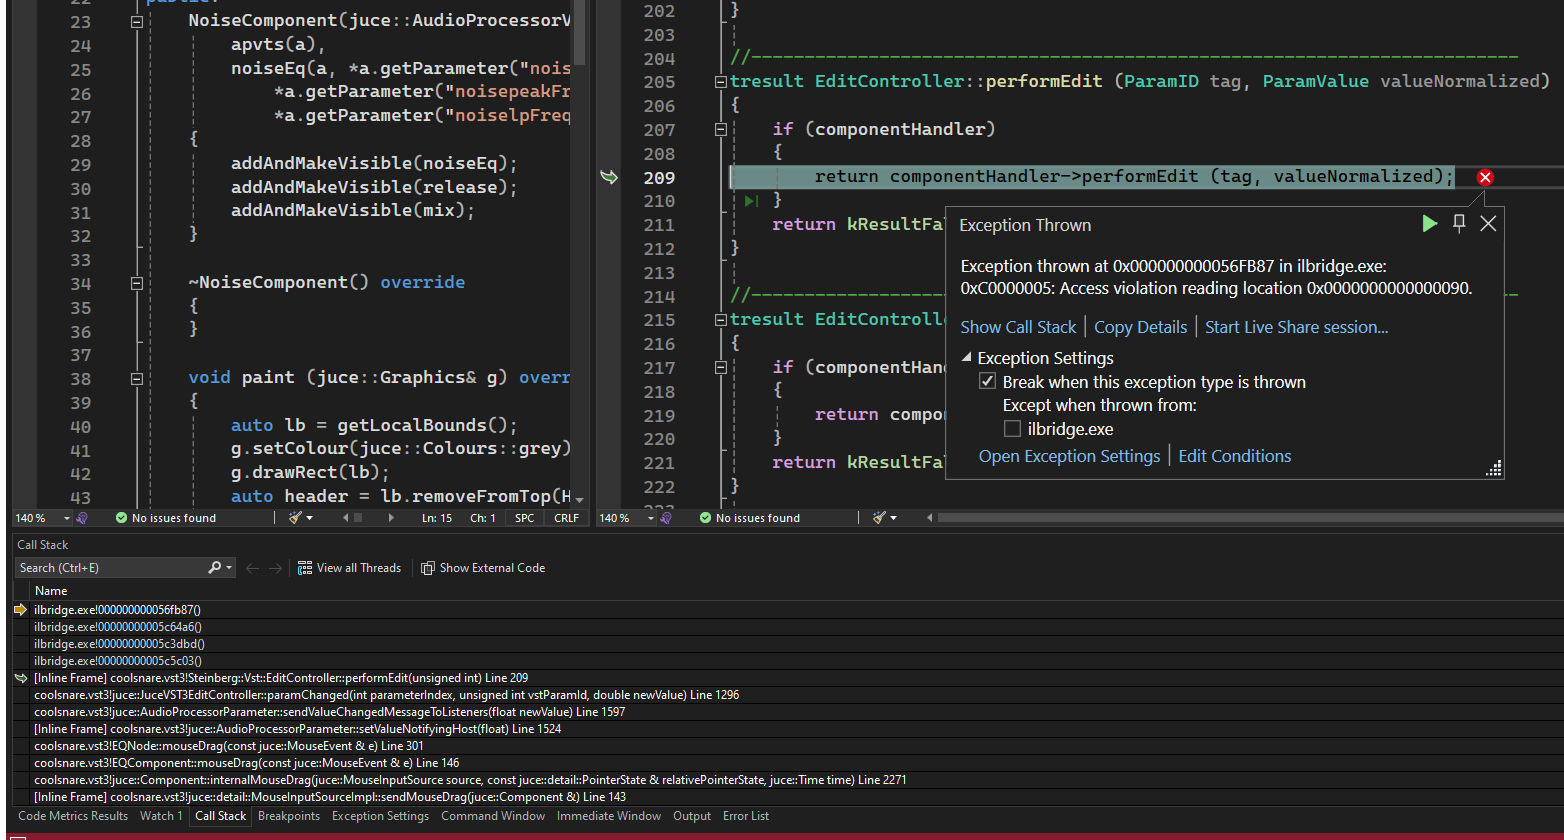 22 public:
23 NoiseComponent(juce::AudioProcessorV
24 apvts(a),
25 noiseEq(a, *a.getParameter("nois
26 *a.getParameter("noisepeakFr
27 *a.getParameter("noiselpFreq
28 {
29 addAndMakeVisible(noiseEq);
30 addAndMakeVisible(release);
31 addAndMakeVisible(mix);
32 }
33
34 ~NoiseComponent() override
35 {
36 }
37
38 void paint (juce::Graphics& g) overr
39 {
40 auto lb = getLocalBounds();
41 g.setColour(juce::Colours::grey)
42 g.drawRect(lb);
43 auto header = lb.removeFromTop(H
140 % No issues found Ln: 15 Ch: 1 SPC CRLF
202 }
203
204 //------------------------------------------------------------------------
205 tresult EditController::performEdit (ParamID tag, ParamValue valueNormalized)
206 {
207 if (componentHandler)
208 {
209 return componentHandler->performEdit (tag, valueNormalized);
210 }
211 return kResultFal
212 }
213
214 //------------------------------------------------------------------------
215 tresult EditControlle
216 {
217 if (componentHand
218 {
219 return compon
220 }
221 return kResultFal
222 }
140 % No issues found
Exception Thrown
Exception thrown at 0x000000000056FB87 in ilbridge.exe:
0xC0000005: Access violation reading location 0x0000000000000090.
Show Call Stack | Copy Details | Start Live Share session...
Exception Settings
Break when this exception type is thrown
Except when thrown from:
ilbridge.exe
Open Exception Settings | Edit Conditions
Call Stack
Search (Ctrl+E) View all Threads Show External Code
Name
ilbridge.exe!000000000056fb87()
ilbridge.exe!00000000005c64a6()
ilbridge.exe!00000000005c3dbd()
ilbridge.exe!00000000005c5c03()
[Inline Frame] coolsnare.vst3!Steinberg::Vst::EditController::performEdit(unsigned int) Line 209
coolsnare.vst3!juce::JuceVST3EditController::paramChanged(int parameterIndex, unsigned int vstParamId, double newValue) Line 1296
coolsnare.vst3!juce::AudioProcessorParameter::sendValueChangedMessageToListeners(float newValue) Line 1597
[Inline Frame] coolsnare.vst3!juce::AudioProcessorParameter::setValueNotifyingHost(float) Line 1524
coolsnare.vst3!EQNode::mouseDrag(const juce::MouseEvent & e) Line 301
coolsnare.vst3!EQComponent::mouseDrag(const juce::MouseEvent & e) Line 146
coolsnare.vst3!juce::Component::internalMouseDrag(juce::MouseInputSource source, const juce::detail::PointerState & relativePointerState, juce::Time time) Line 2271
[Inline Frame] coolsnare.vst3!juce::detail::MouseInputSourceImpl::sendMouseDrag(juce::Component &) Line 143
Code Metrics Results Watch 1 Call Stack Breakpoints Exception Settings Command Window Immediate Window Output Error List